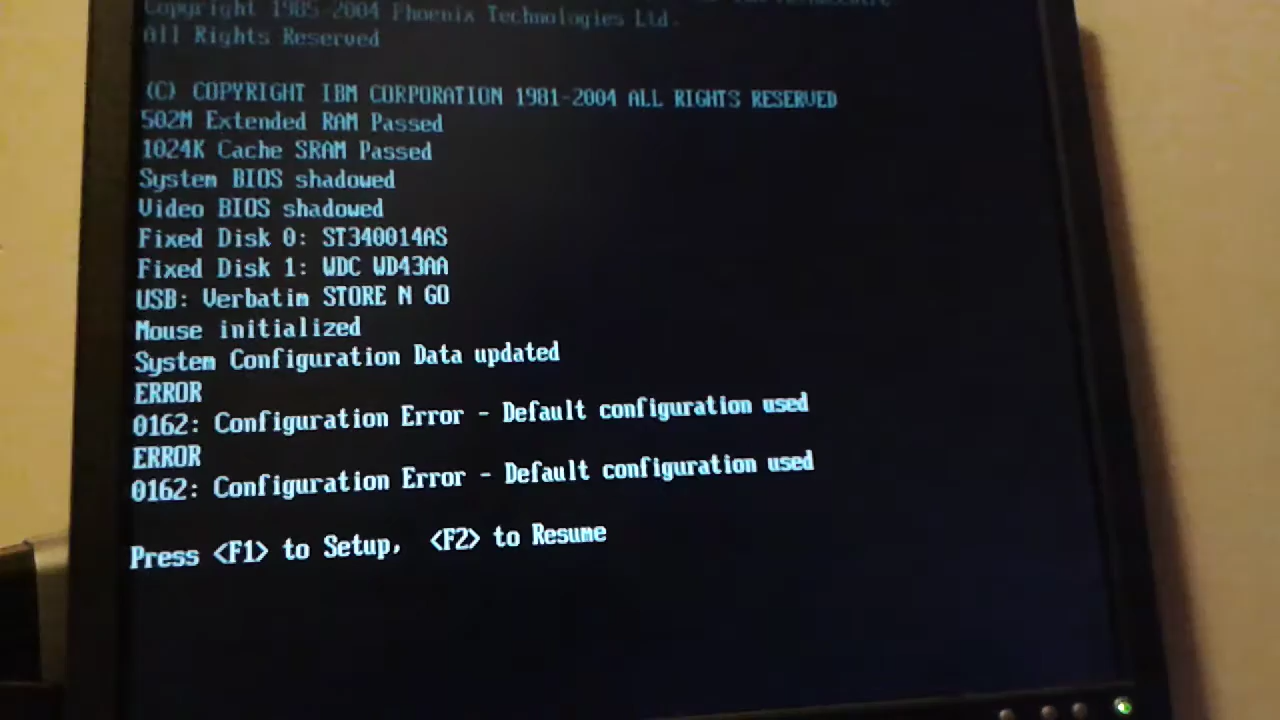 Copyright 1985-2004 Phoenix Technologies Ltd.
All Rights Reserved
(C) COPYRIGHT IBM CORPORATION 1981-2004 ALL RIGHTS RESERVED
502M Extended RAM Passed
1024K Cache SRAM Passed
System BIOS shadowed
Video BIOS shadowed
Fixed Disk 0: ST340014AS
Fixed Disk 1: WDC WD43AA
USB: Verbatim STORE N GO
Mouse initialized
System Configuration Data updated
ERROR
0162: Configuration Error - Default configuration used
ERROR
0162: Configuration Error - Default configuration used
Press <F1> to Setup, <F2> to Resume